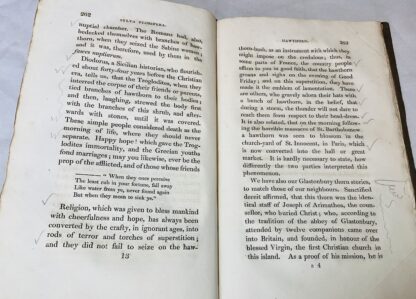 262
SYLVA FLORIFERA.
nuptial chamber. The Romans had, also,
bedecked themselves with bunches of haw-
thorn, when they seized the Sabine women;
and it was, therefore, used by them in the
faces nuptiarum.
Diodorus, a Sicilian historian, who flourish-
ed about forty-four years before the Christian
era, tells us, that the Troglodites, when they
interred the corpse of their friends or parents,
tied branches of hawthorn to their bodies;
and then, laughing, strewed the body first
with the branches of this shrub, and after-
wards with stones, until it was covered.
These simple people considered death as the
morning of life, where they should never
separate. Happy hope! which gave the Trog-
lodites immortality, and the Grecian youths
fond marriages; may you likewise, ever be the
prop of the afflicted, and of those whose friends
" When they once promise
The least rub in your fortune, fall away
Like water from ye, never found again
But when they mean to sink ye."
Religion, which was given to bless mankind
with cheerfulness and hope, has always been
converted by the crafty, in ignorant ages, into
rods of terror and torches of superstition;
and they did not fail to seize on the haw-
13
HAWTHORN.
263
thorn-bush, as an instrument with which they
might impose on the credulous; thus, in
some parts of France, the country people
often affirm to you of good faith, that the hawthorn
groans and sighs on the evening of Good
Friday; and on this superstition, they have
made it the emblem of lamentation. There are
others, who gravely adorn their hats, with
a bunch of hawthorn, in the belief, that
during a storm, the thunder will not dare to
reach them from respect to their head-dress.
It is also related, that on the morning following
the horrible massacre of St. Bartholomew
a hawthorn was seen to blossom in the
church-yard of St. Innocent, in Paris, which
is now converted into the hall or great
market. It is hardly necessary to state, how
differently the two parties interpreted this
phenomenon.
We have also our Glastonbury thorn stories,
to match those of our neighbours. Sanctified
deceit affirmed, that this thorn was the iden-
tical staff of Joseph of Arimathea, the coun-
sellor, who buried Christ; who, according
to the tradition of the abbey of Glastonbury,
attended by twelve companions came over
into Britain, and founded, in honour of the
blessed Virgin, the first Christian church in
this island. As a proof of his mission, he is
s 4